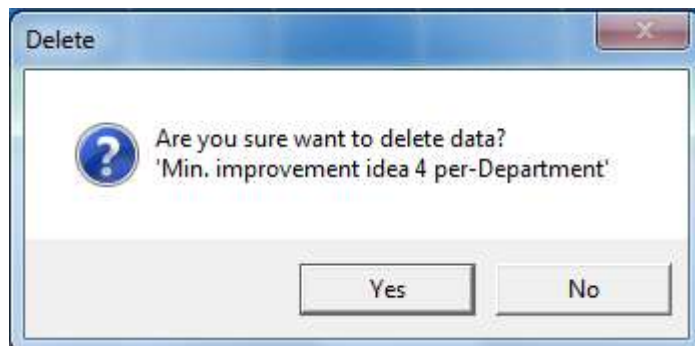 Delete
Are you sure want to delete data?
'Min. improvement idea 4 per-Department'
Yes
No